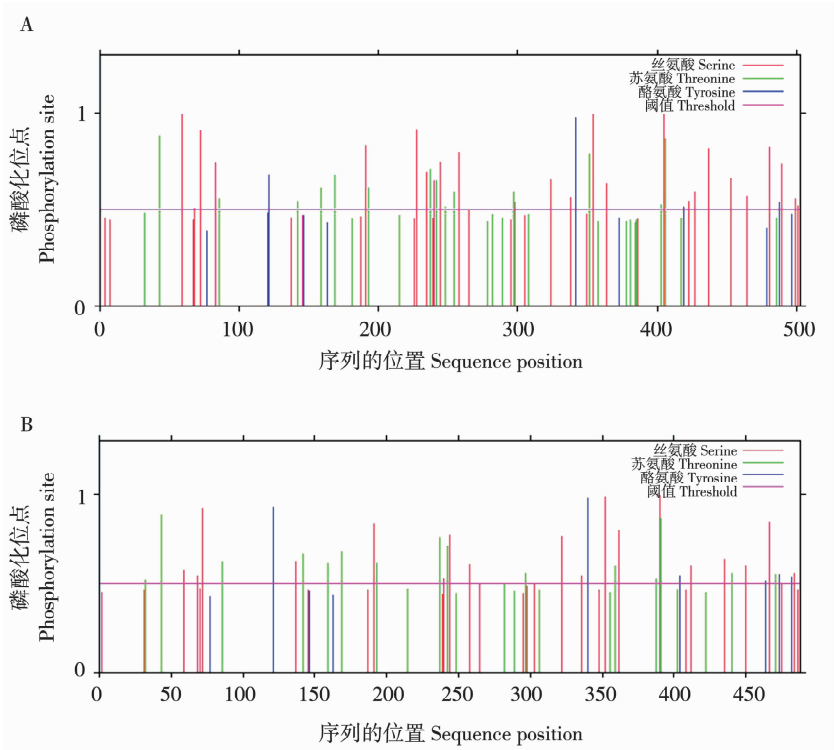 A
磷酸化位点
Phosphorylation site
丝氨酸 Serine
苏氨酸 Threonine
酪氨酸 Tyrosine
阈值 Threshold
1
0
0 100 200 300 400 500
序列的位置 Sequence position
B
磷酸化位点
Phosphorylation site
丝氨酸 Serine
苏氨酸 Threonine
酪氨酸 Tyrosine
阈值 Threshold
1
0
0 50 100 150 200 250 300 350 400 450
序列的位置 Sequence position